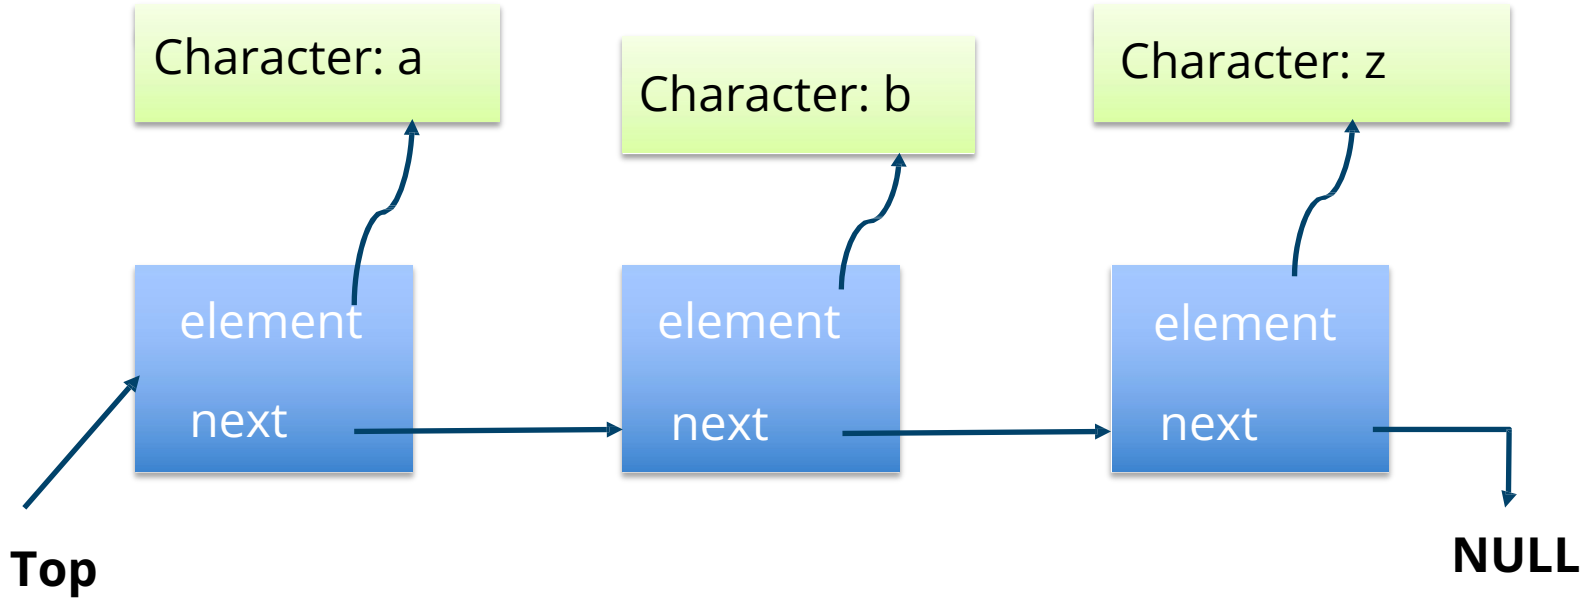 Character: a
Character: b
Character: z
element
element
element
next
next
next
Top
NULL